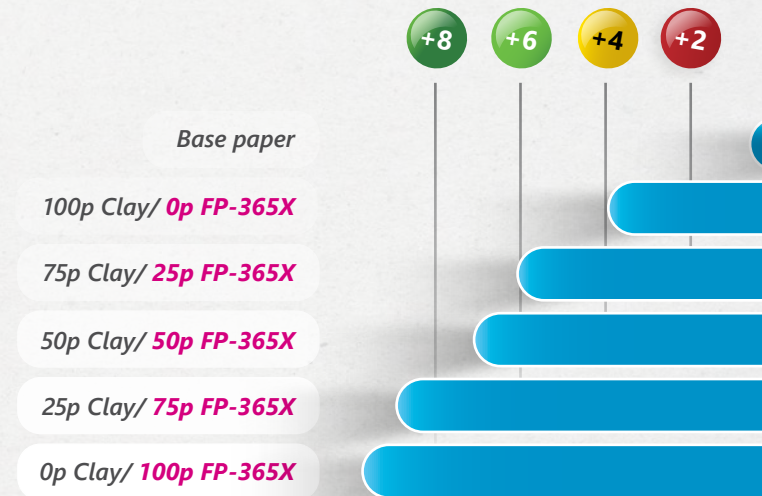 +8 +6 +4 +2
Base paper
100p Clay/ 0p FP-365X
75p Clay/ 25p FP-365X
50p Clay/ 50p FP-365X
25p Clay/ 75p FP-365X
0p Clay/ 100p FP-365X